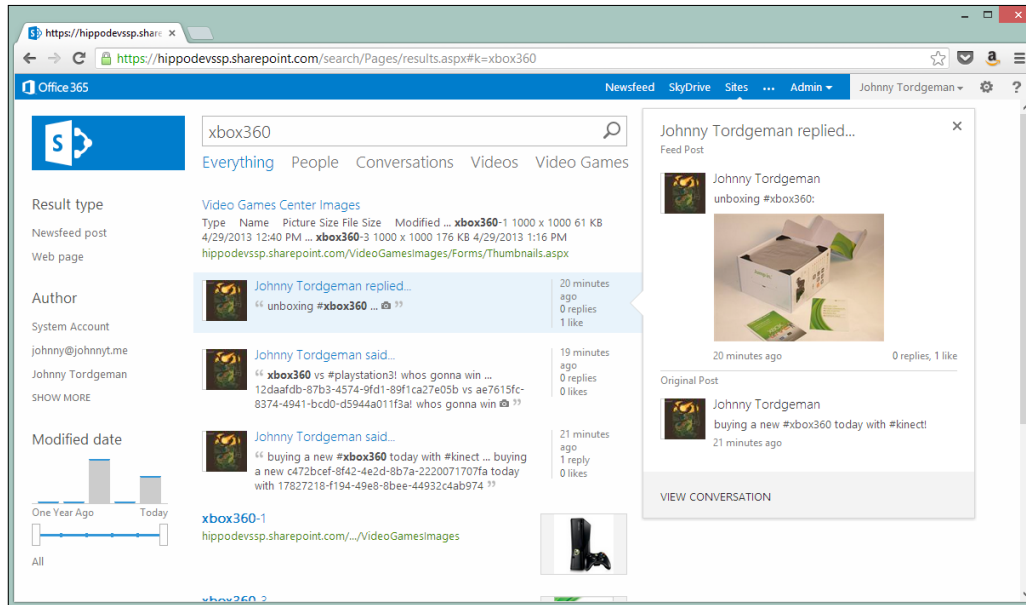 https://hippodevssp.share
https://hippodevssp.sharepoint.com/search/Pages/results.aspx#k=xbox360
Office 365
Newsfeed SkyDrive Sites ... Admin
Johnny Tordgeman
?
S
xbox360
Everything People Conversations Videos Video Games
Result type
Newsfeed post
Web page
Author
System Account
johnny@johnnyt.me
Johnny Tordgeman
SHOW MORE
Modified date
One Year Ago Today
All
Video Games Center Images
Type Name Picture Size File Size Modified ... xbox360-1 1000 x 1000 61 KB
4/29/2013 12:40 PM ... xbox360-3 1000 x 1000 176 KB 4/29/2013 1:16 PM
hippodevssp.sharepoint.com/VideoGamesImages/Forms/Thumbnails.aspx
Johnny Tordgeman replied...
“ unboxing #xbox360 ... ”
20 minutes
ago
0 replies
1 like
Johnny Tordgeman said...
“ xbox360 vs #playstation3! whos gonna win ...
12daafdb-87b3-4574-9fd1-89f1ca27e05b vs ae7615fc-
8374-4941-bcd0-d5944a011f3a! whos gonna win ”
19 minutes
ago
0 replies
0 likes
Johnny Tordgeman said...
“ buying a new #xbox360 today with #kinect ... buying
a new c472bcef-8f42-4e2d-8b7a-2220071707fa today
with 17827218-f194-49e8-8bee-44932c4ab974 ”
21 minutes
ago
1 reply
0 likes
xbox360-1
hippodevssp.sharepoint.com/.../VideoGamesImages
xbox360-3
Johnny Tordgeman replied...
Feed Post
Johnny Tordgeman
unboxing #xbox360:
20 minutes ago 0 replies, 1 like
Original Post
Johnny Tordgeman
buying a new #xbox360 today with #kinect!
21 minutes ago
VIEW CONVERSATION